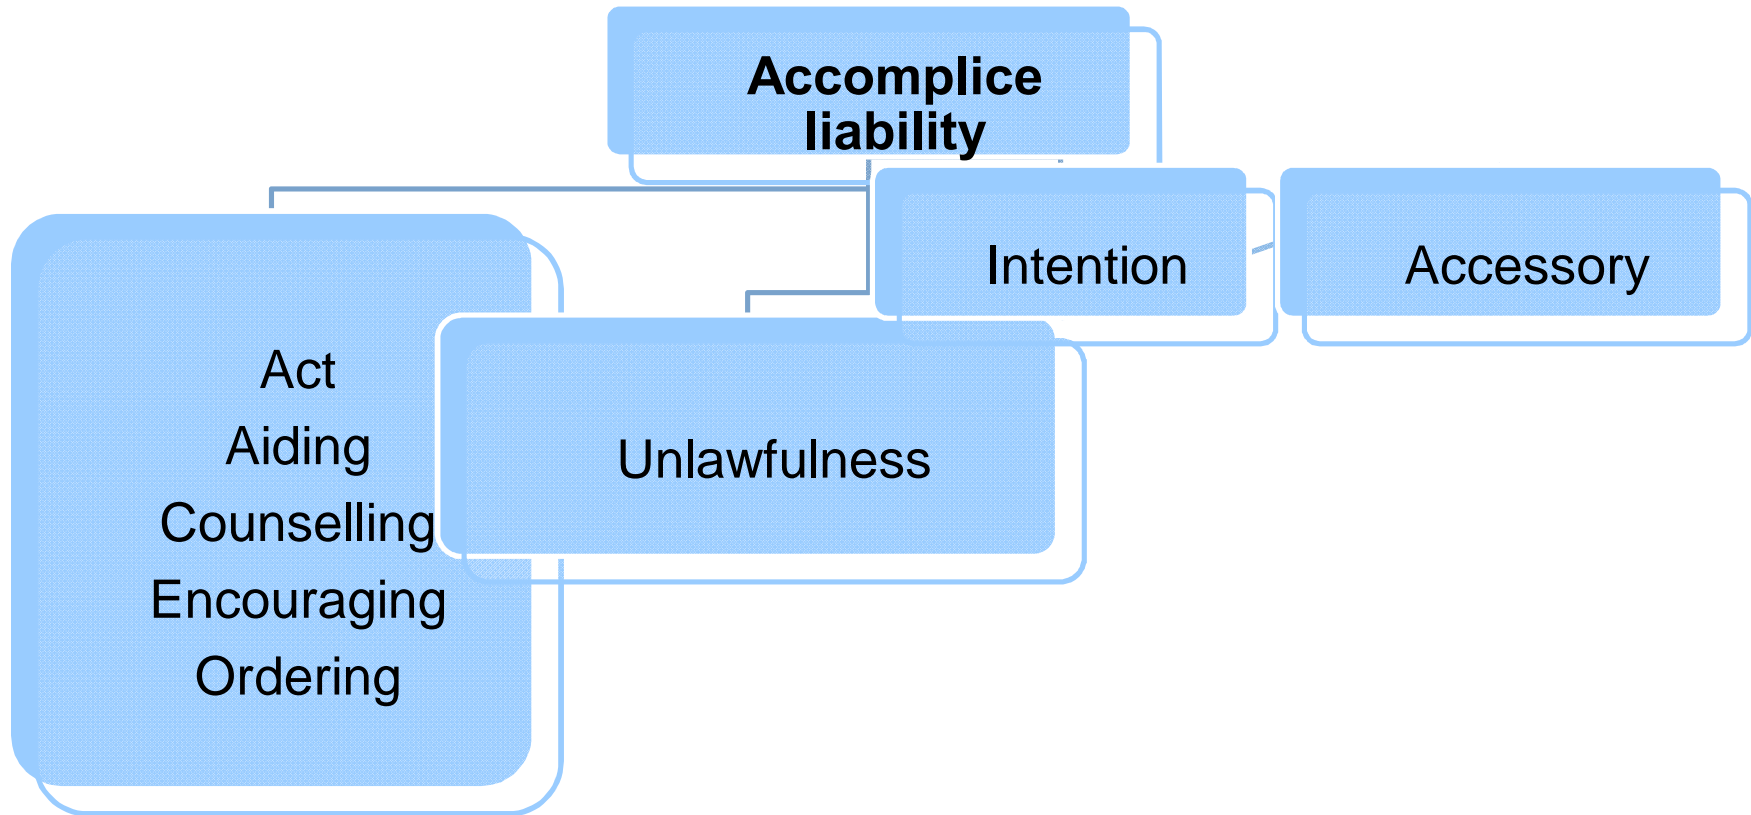 Accomplice
liability
Act
Aiding
Counselling
Encouraging
Ordering
Unlawfulness
Intention
Accessory